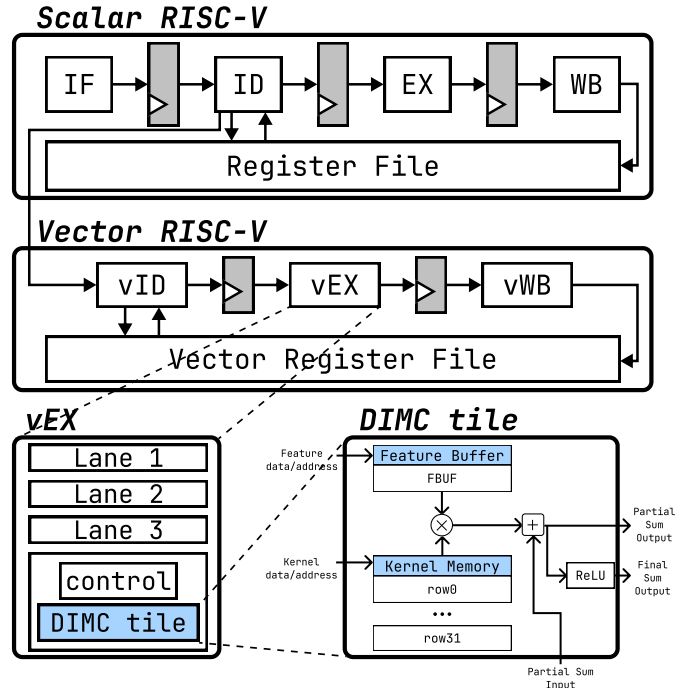 Scalar RISC-V
IF
ID
EX
WB
Register File
Vector RISC-V
vID
vEX
vWB
Vector Register File
vEX
Lane 1
Lane 2
Lane 3
control
DIMC tile
DIMC tile
Feature
data/address
Feature Buffer
FBUF
×
+
Partial
Sum
Output
Kernel
data/address
Kernel Memory
row0
...
row31
ReLU
Final
Sum
Output
Partial Sum
Input